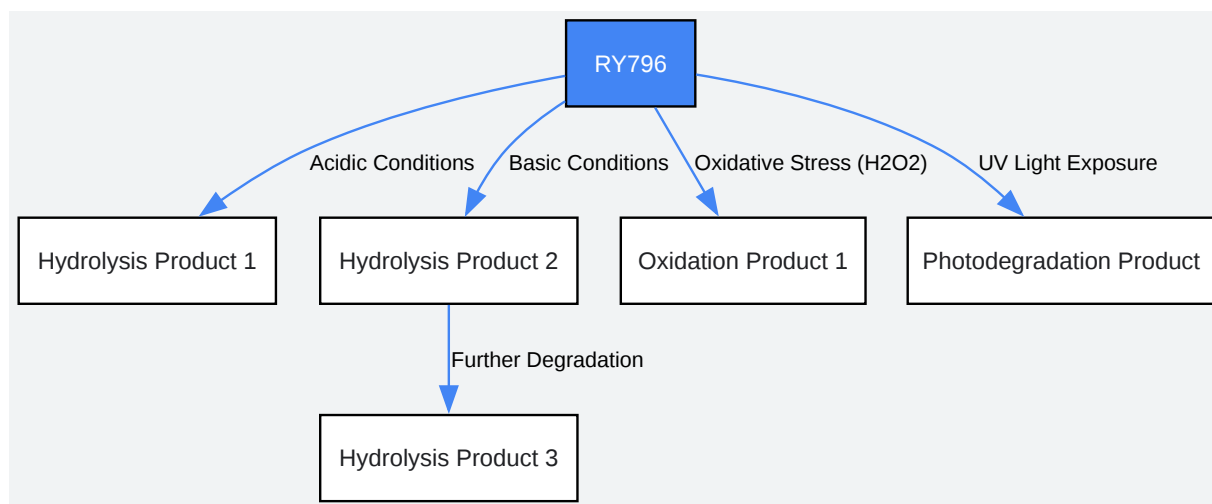 RY796
Acidic Conditions
Basic Conditions
Oxidative Stress (H2O2)
UV Light Exposure
Hydrolysis Product 1
Hydrolysis Product 2
Oxidation Product 1
Photodegradation Product
Further Degradation
Hydrolysis Product 3